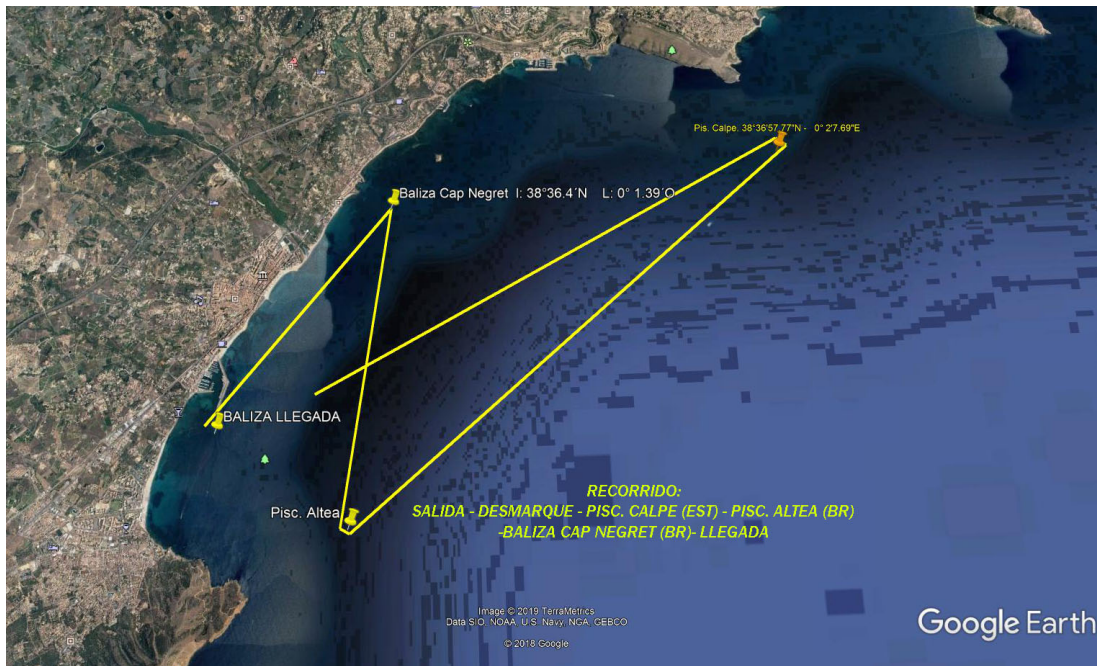 Pis. Calpe. 38°36'57.77"N - 0° 2'7.69"E
Baliza Cap Negret l: 38°36.4´N L: 0° 1.39´O
BALIZA LLEGADA
Pisc. Altea
RECORRIDO:
SALIDA - DESMARQUE - PISC. CALPE (EST) - PISC. ALTEA (BR)
-BALIZA CAP NEGRET (BR)- LLEGADA
Image © 2019 TerraMetrics
Data SIO, NOAA, U.S. Navy, NGA, GEBCO
© 2018 Google
Google Earth